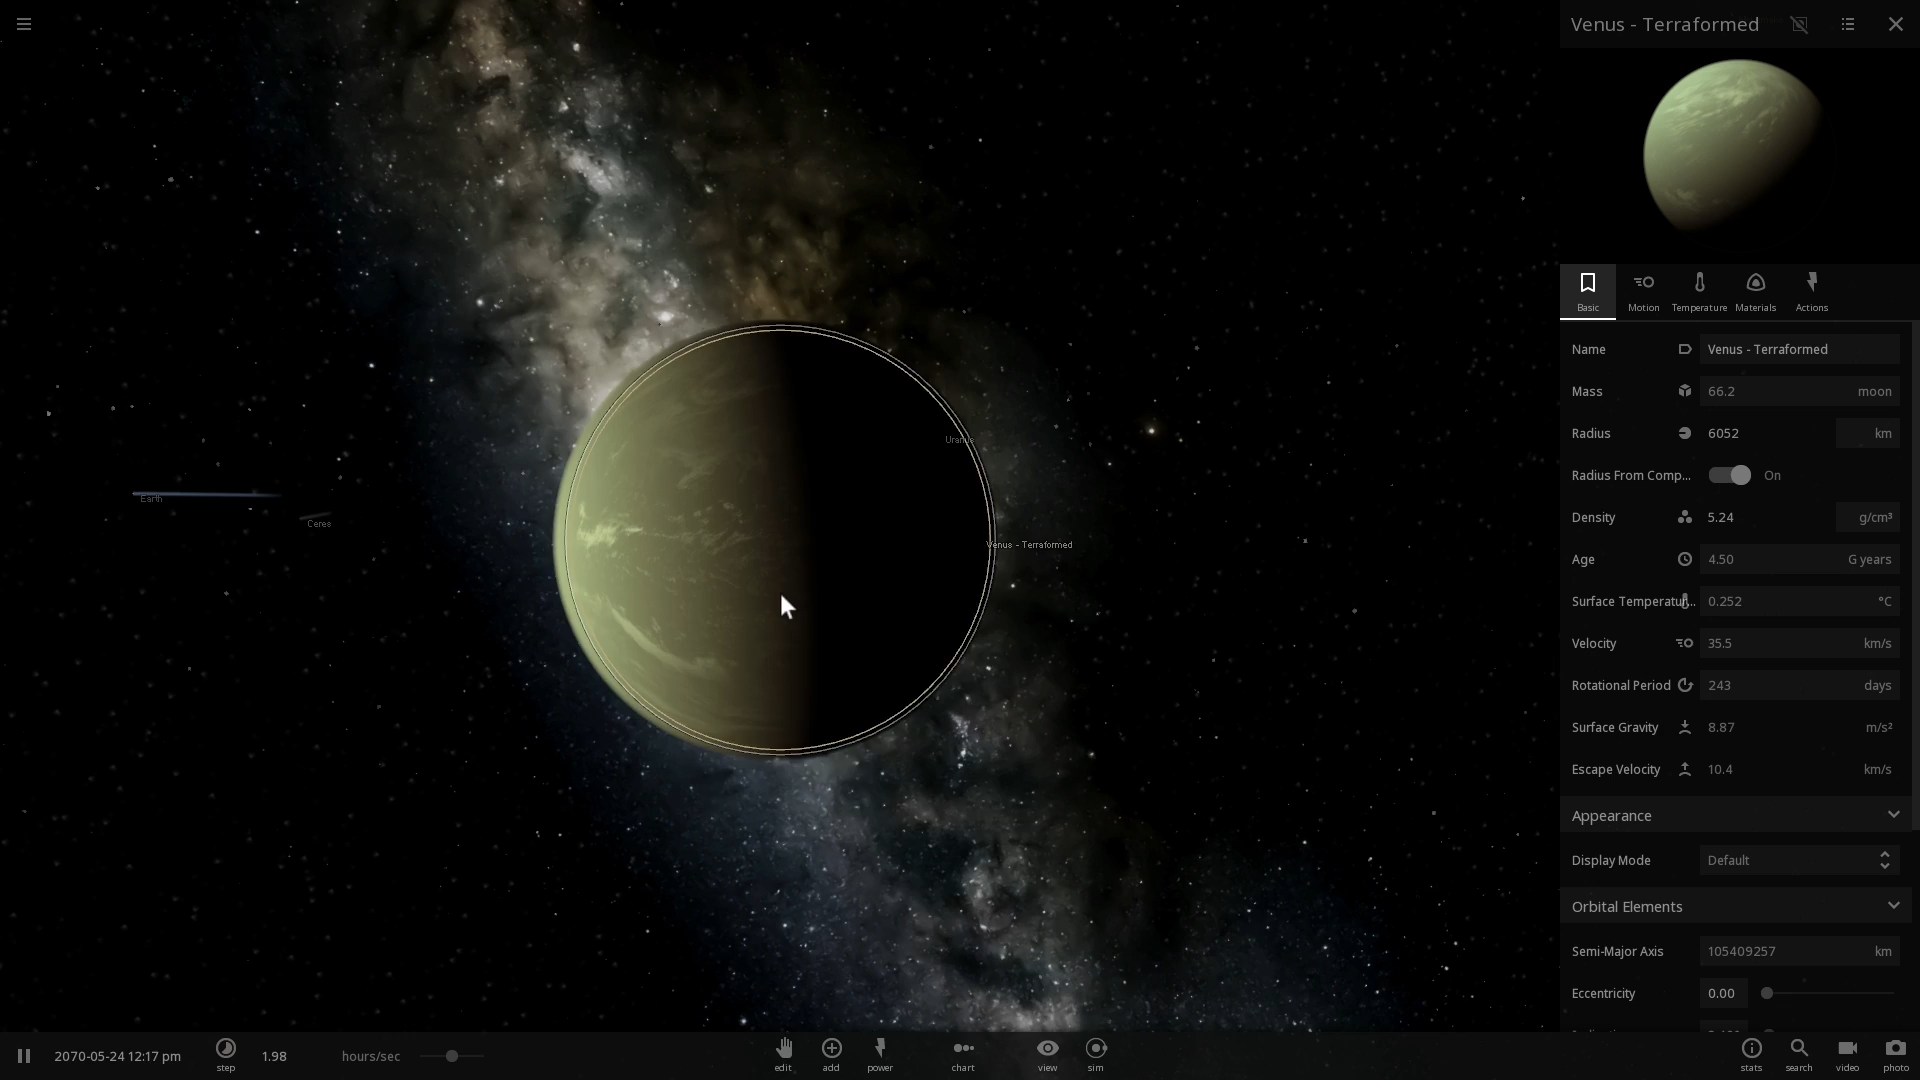 Venus - Terraformed
Basic
Motion
Temperature
Materials
Actions
Name
Venus - Terraformed
Mass
66.2
moon
Radius
6052
km
Radius From Comp...
On
Density
5.24
g/cm³
Age
4.50
G years
Surface Temperatur...
0.252
°C
Velocity
35.5
km/s
Rotational Period
243
days
Surface Gravity
8.87
m/s²
Escape Velocity
10.4
km/s
Appearance
Display Mode
Default
Orbital Elements
Semi-Major Axis
105409257
km
Eccentricity
0.00
Uranus
Earth
Ceres
Venus - Terraformed
2070-05-24 12:17 pm
step
1.98
hours/sec
edit
add
power
chart
view
sim
stats
search
video
photo